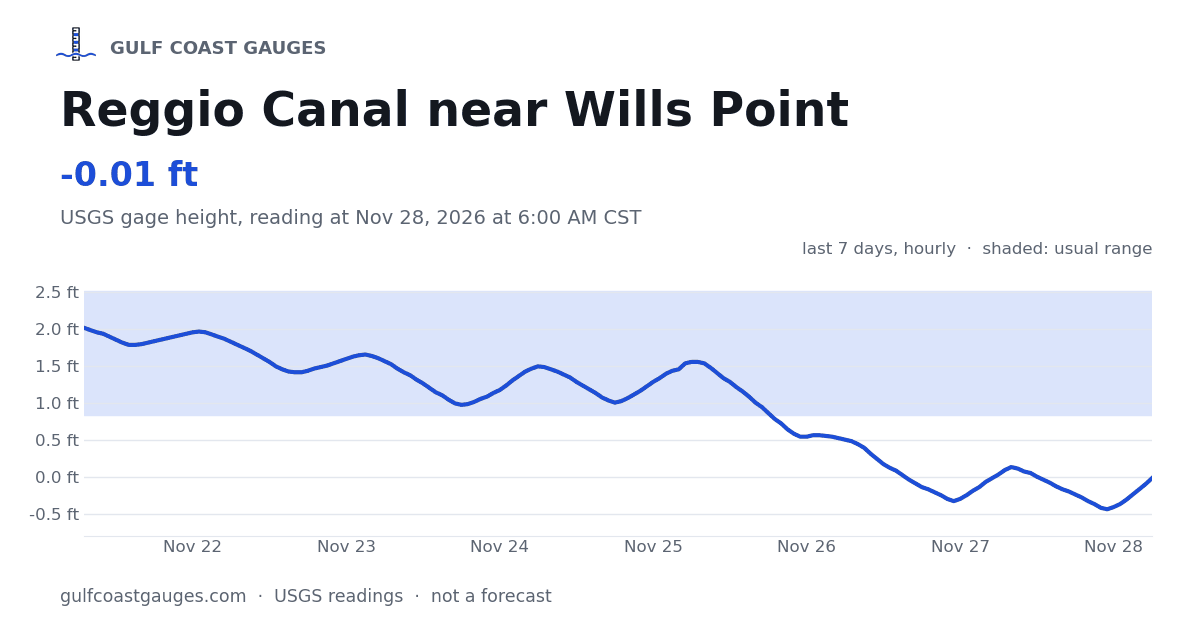 GULF COAST GAUGES
Reggio Canal near Wills Point
-0.01 ft
USGS gage height, reading at Nov 28, 2026 at 6:00 AM CST
last 7 days, hourly · shaded: usual range
2.5 ft
2.0 ft
1.5 ft
1.0 ft
0.5 ft
0.0 ft
-0.5 ft
Nov 22 Nov 23 Nov 24 Nov 25 Nov 26 Nov 27 Nov 28
gulfcoastgauges.com · USGS readings · not a forecast